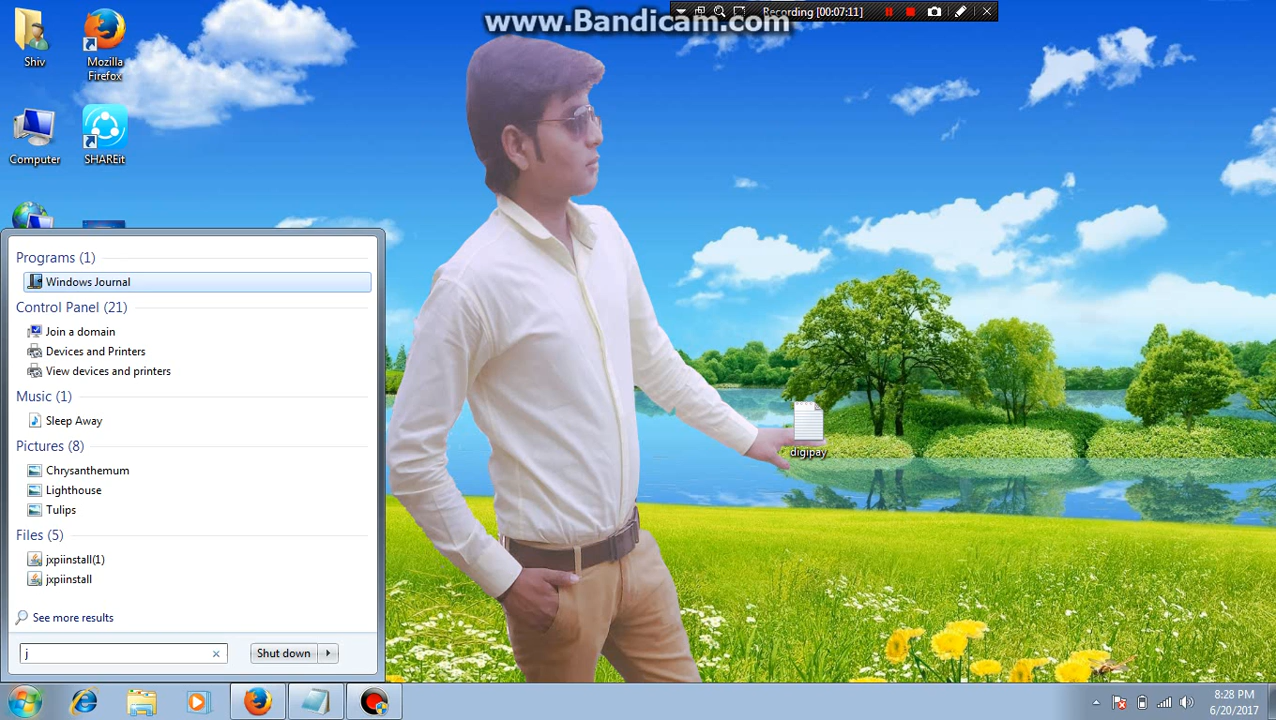 www.Bandicam.com
Recording [00:07:11]
Shiv
Mozilla
Firefox
Computer
SHAREit
Programs (1)
Windows Journal
Control Panel (21)
Join a domain
Devices and Printers
View devices and printers
Music (1)
Sleep Away
Pictures (8)
Chrysanthemum
Lighthouse
Tulips
Files (5)
jxpiinstall(1)
jxpiinstall
See more results
j
Shut down
digipay
8:28 PM
6/20/2017